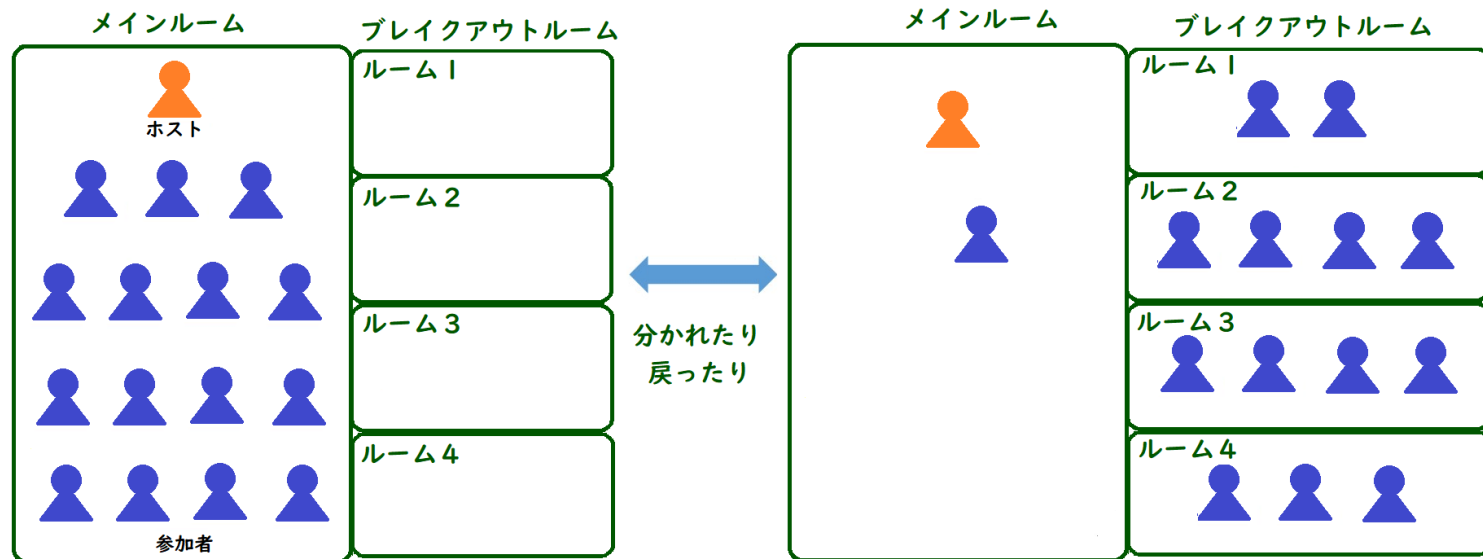 メインルーム
ブレイクアウトルーム
ルーム1
ホスト
ルーム2
ルーム3
ルーム4
参加者
分かれたり
戻ったり
メインルーム
ブレイクアウトルーム
ルーム1
ルーム2
ルーム3
ルーム4